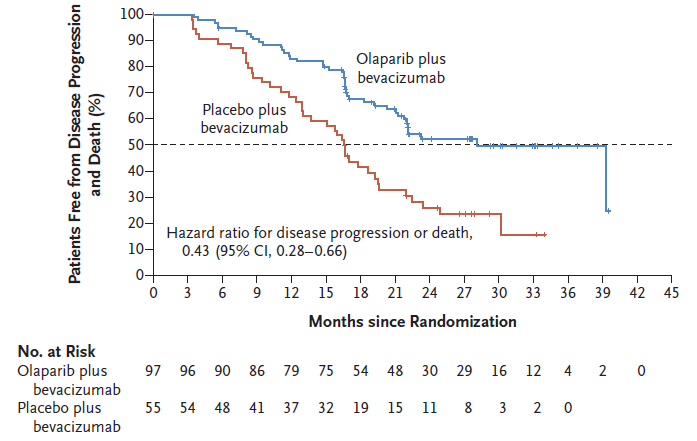 Patients Free from Disease Progression
and Death (%)
100
90
80
70
60
50
40
30
20
10
0
Olaparib plus
bevacizumab
Placebo plus
bevacizumab
Hazard ratio for disease progression or death,
0.43 (95% CI, 0.28–0.66)
0 3 6 9 12 15 18 21 24 27 30 33 36 39 42 45
Months since Randomization
No. at Risk
Olaparib plus 97 96 90 86 79 75 54 48 30 29 16 12 4 2 0
bevacizumab
Placebo plus 55 54 48 41 37 32 19 15 11 8 3 2 0
bevacizumab